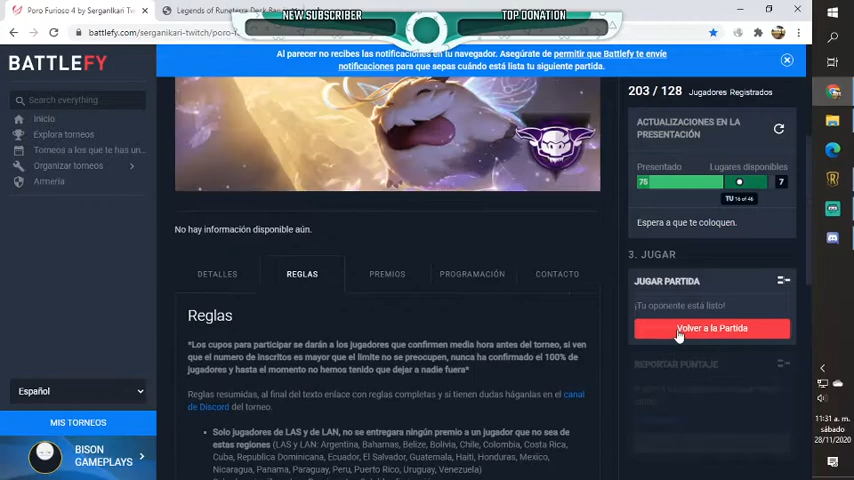 Poro Furioso 4 by SerganIkari T
Legends of Runeterra Deck
NEW SUBSCRIBER
TOP DONATION
battlefy.com/serganikari-twitch/poro-f
BATTLEFY
Al parecer no recibes las notificaciones en tu navegador. Asegúrate de permitir que Battlefy te envíe
notificaciones para que sepas cuándo está lista tu siguiente partida.
Search everything
Inicio
Explora torneos
Torneos a los que te has un...
Organizar torneos
Armería
203 / 128 Jugadores Registrados
ACTUALIZACIONES EN LA
PRESENTACIÓN
Presentado Lugares disponibles
75 7
TU 16 of 46
Espera a que te coloquen.
No hay información disponible aún.
3. JUGAR
DETALLES REGLAS PREMIOS PROGRAMACIÓN CONTACTO
JUGAR PARTIDA
¡Tu oponente está listo!
Volver a la Partida
REPORTAR PUNTAJE
Reglas
*Los cupos para participar se darán a los jugadores que confirmen media hora antes del torneo, si ven
que el numero de inscritos es mayor que el limite no se preocupen, nunca ha confirmado el 100% de
jugadores y hasta el momento no hemos tenido que dejar a nadie fuera*
Reglas resumidas, al final del texto enlace con reglas completas y si tienen dudas háganlas en el canal
de Discord del torneo.
Solo jugadores de LAS y de LAN, no se entregara ningún premio a un jugador que no sea de
estas regiones (LAS y LAN: Argentina, Bahamas, Belize, Bolivia, Chile, Colombia, Costa Rica,
Cuba, Republica Dominicana, Ecuador, El Salvador, Guatemala, Haiti, Honduras, Mexico,
Nicaragua, Panama, Paraguay, Peru, Puerto Rico, Uruguay, Venezuela)
Español
MIS TORNEOS
BISON
GAMEPLAYS
11:31 a. m.
sábado
28/11/2020